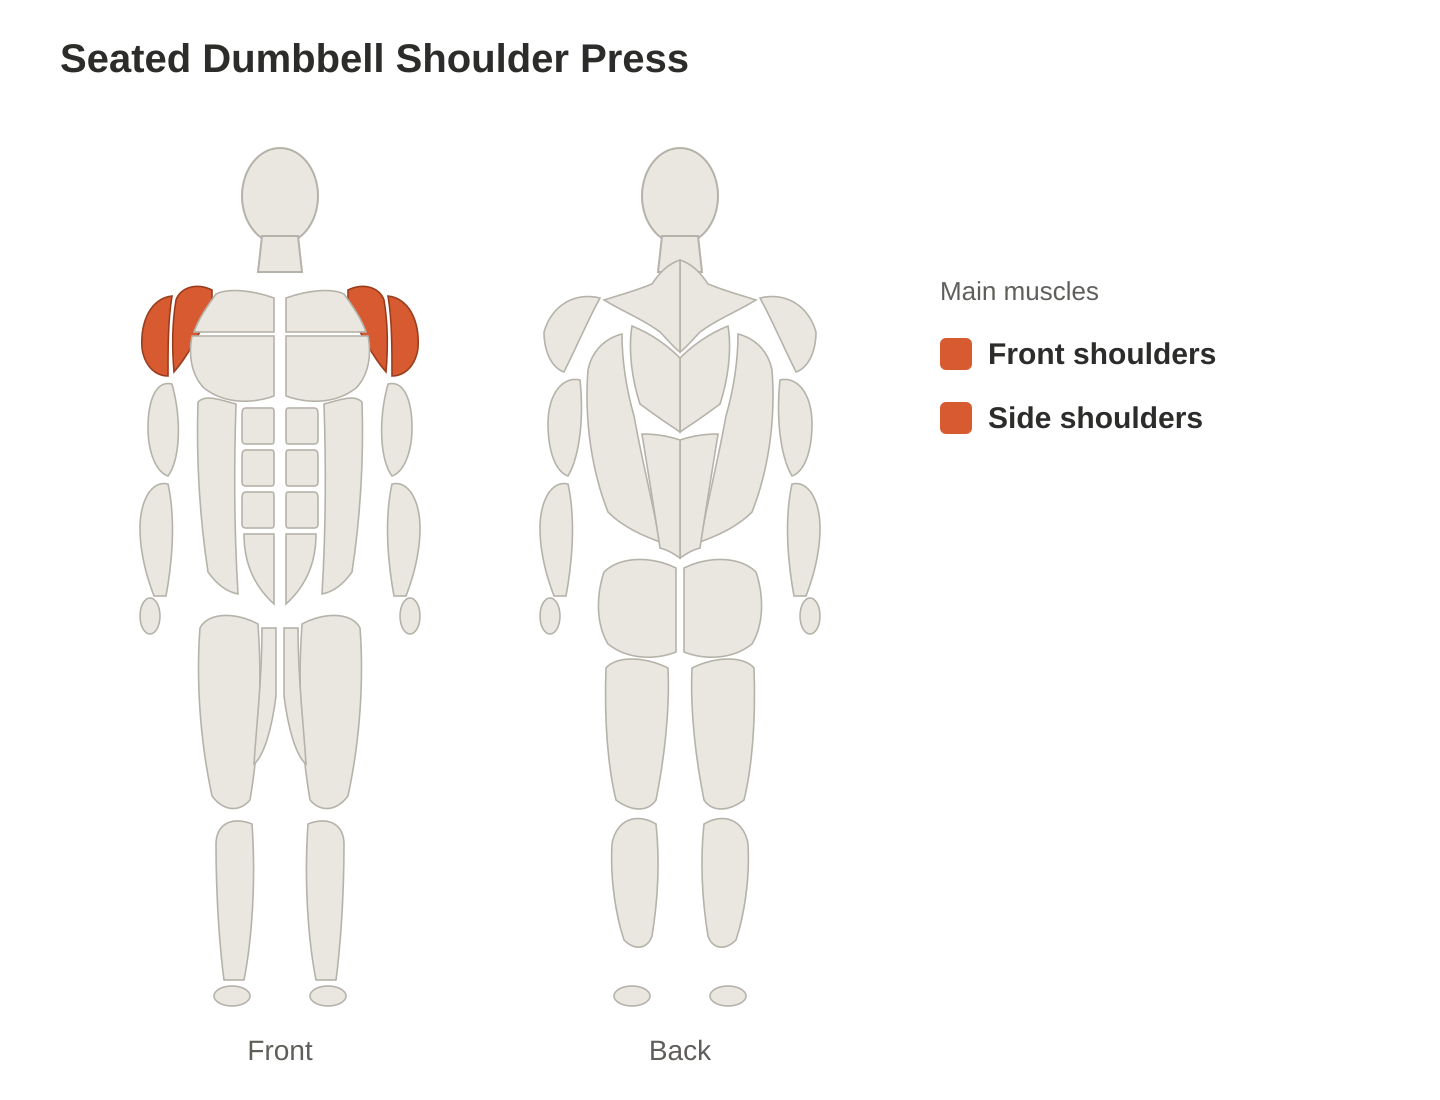 Seated Dumbbell Shoulder Press
Main muscles
Front shoulders
Side shoulders
Front
Back